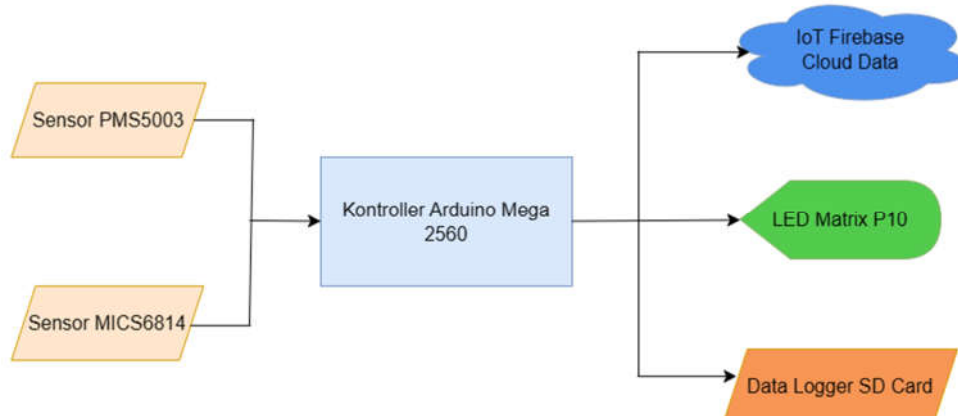 Sensor PMS5003
Sensor MICS6814
Kontroller Arduino Mega
2560
IoT Firebase
Cloud Data
LED Matrix P10
Data Logger SD Card